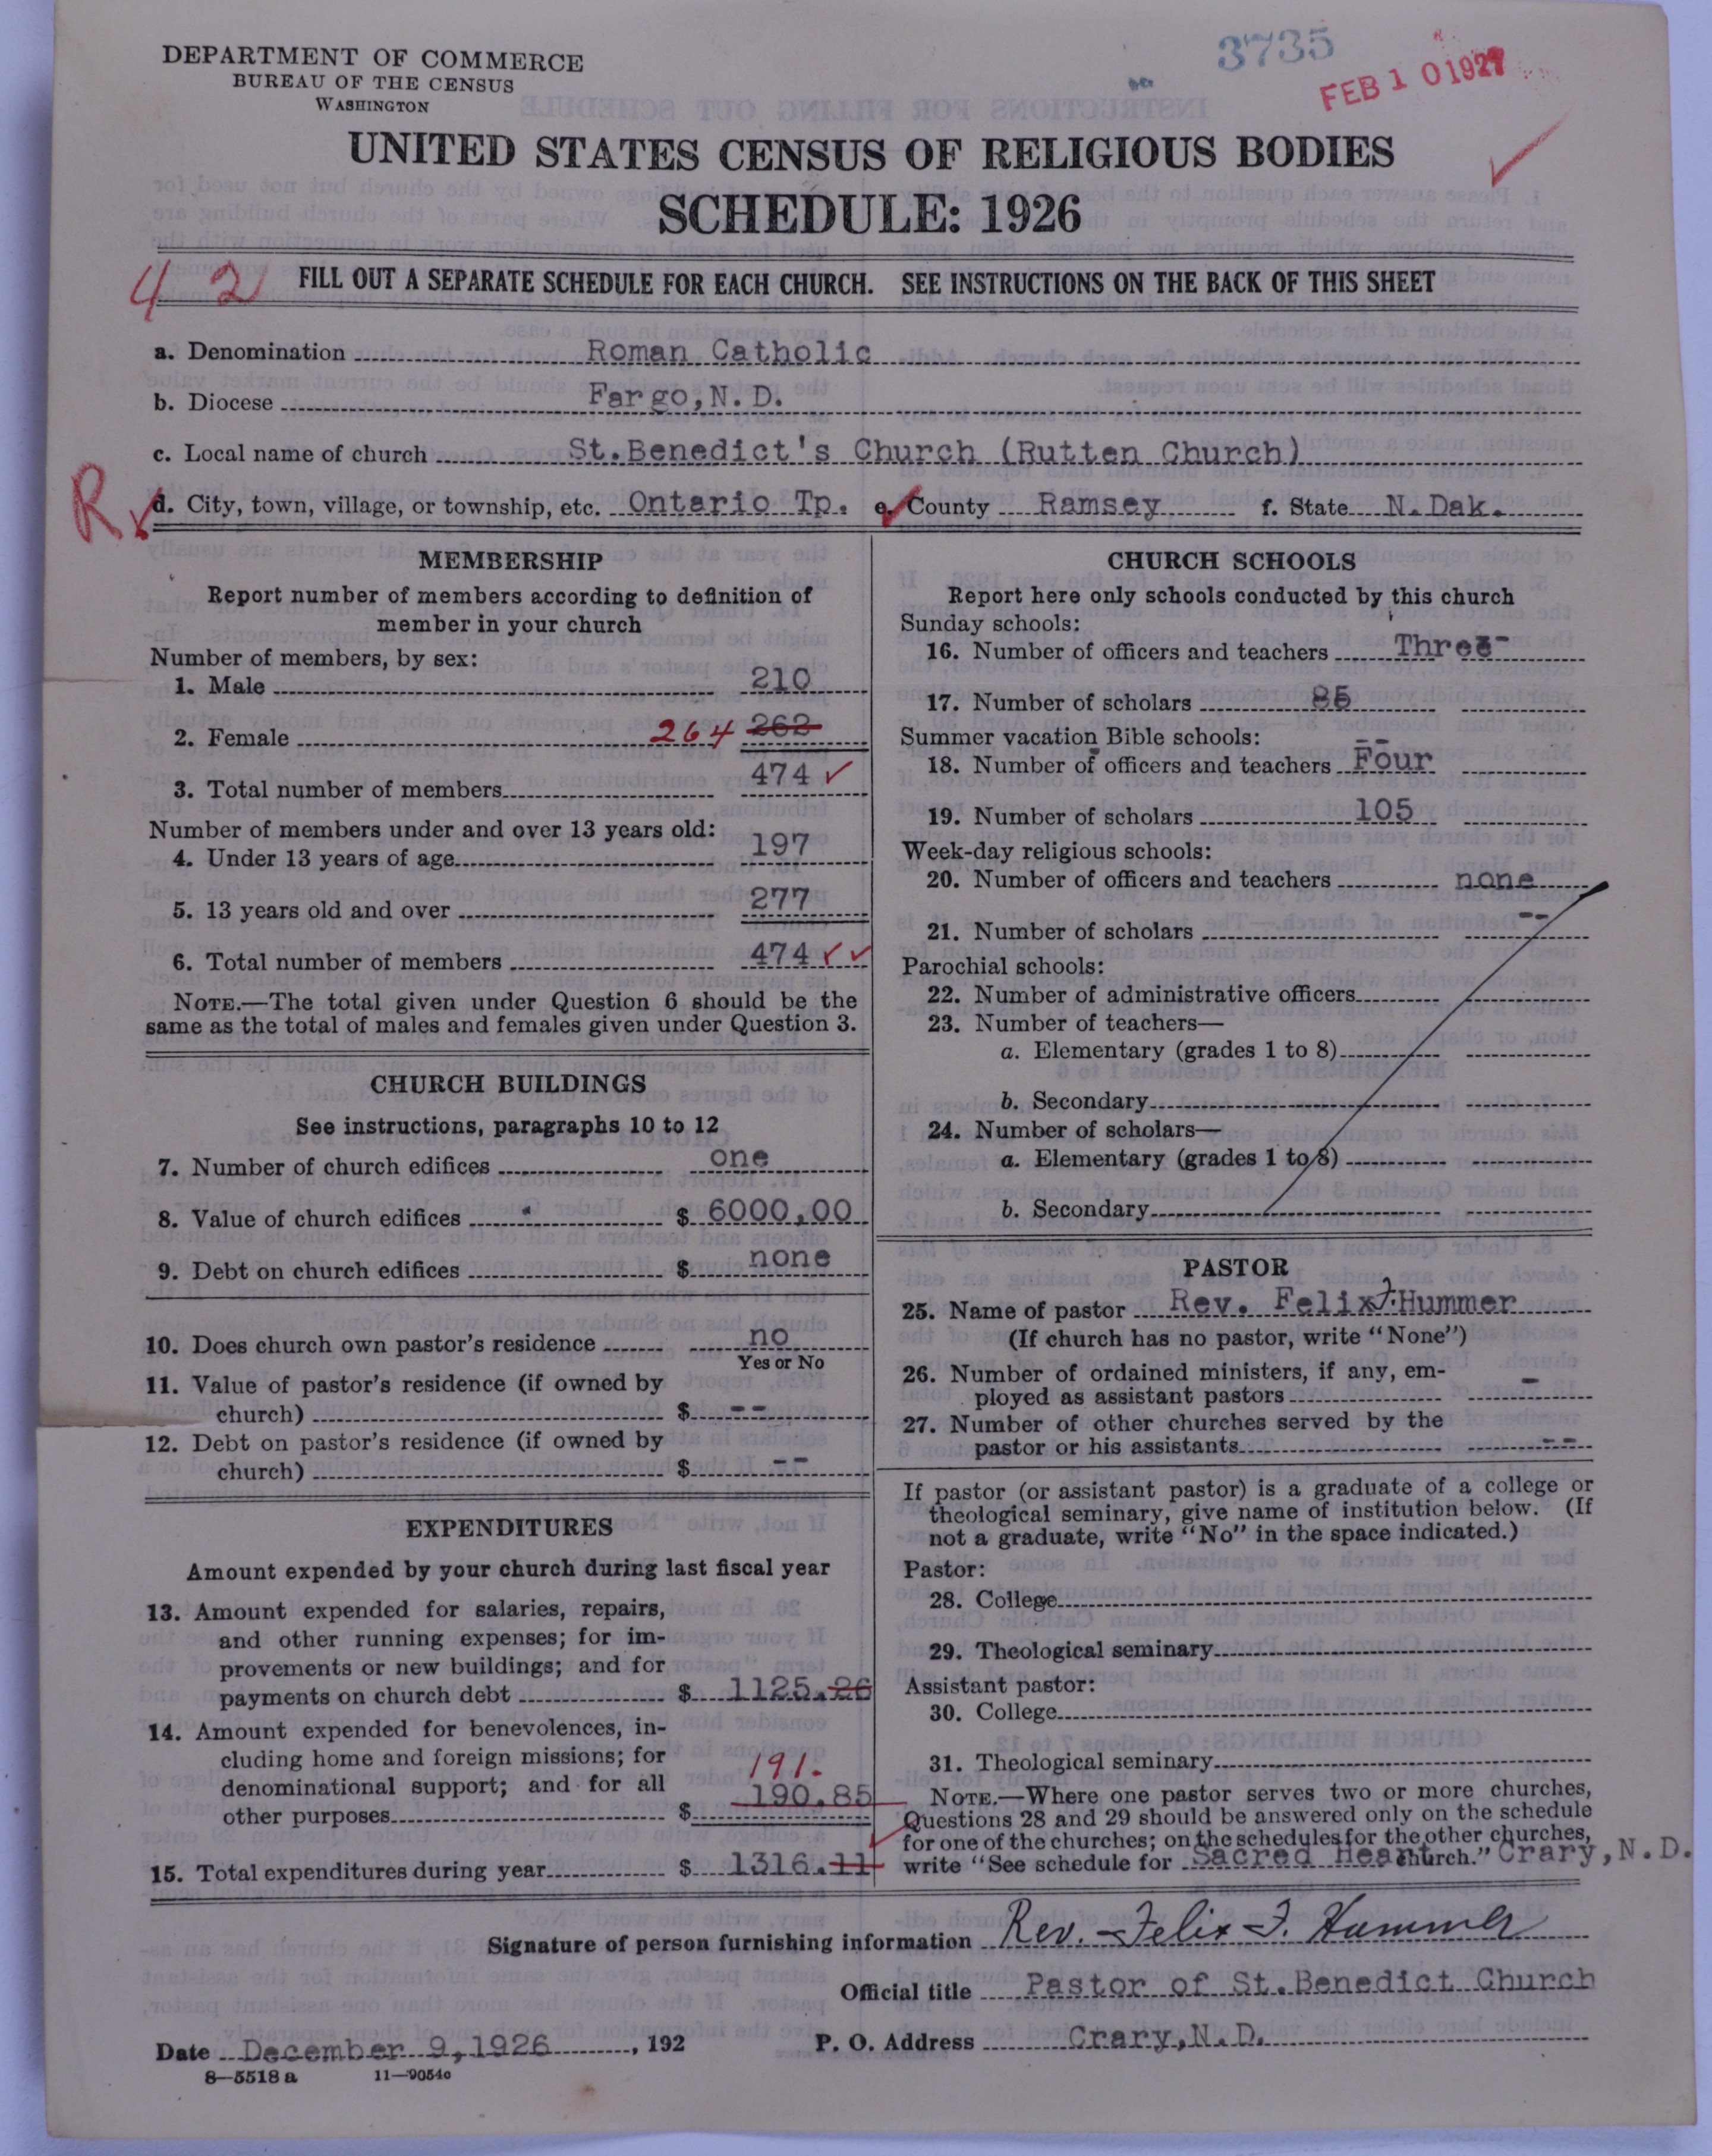 DEPARTMENT OF COMMERCE
BUREAU OF THE CENSUS
WASHINGTON
3735
FEB 10 1927
UNITED STATES CENSUS OF RELIGIOUS BODIES
SCHEDULE: 1926
4 2
FILL OUT A SEPARATE SCHEDULE FOR EACH CHURCH. SEE INSTRUCTIONS ON THE BACK OF THIS SHEET
a. Denomination Roman Catholic
b. Diocese Fargo,N.D.
c. Local name of church St.Benedict's Church (Rutten Church)
R
d. City, town, village, or township, etc. Ontario Tp. e. County Ramsey f. State N.Dak.
MEMBERSHIP
Report number of members according to definition of
member in your church
Number of members, by sex:
1. Male 210
2. Female 264 262
3. Total number of members 474 ✓
Number of members under and over 13 years old:
4. Under 13 years of age 197
5. 13 years old and over 277
6. Total number of members 474 ✓✓
NOTE.—The total given under Question 6 should be the
same as the total of males and females given under Question 3.
CHURCH BUILDINGS
See instructions, paragraphs 10 to 12
7. Number of church edifices one
8. Value of church edifices $ 6000,00
9. Debt on church edifices $ none
10. Does church own pastor's residence no
Yes or No
11. Value of pastor's residence (if owned by
church) $ --
12. Debt on pastor's residence (if owned by
church) $ --
EXPENDITURES
Amount expended by your church during last fiscal year
13. Amount expended for salaries, repairs,
and other running expenses; for im-
provements or new buildings; and for
payments on church debt $ 1125.26
14. Amount expended for benevolences, in-
cluding home and foreign missions; for
denominational support; and for all
other purposes $ 191. 190.85
15. Total expenditures during year $ 1316.11
CHURCH SCHOOLS
Report here only schools conducted by this church
Sunday schools:
16. Number of officers and teachers Three-
17. Number of scholars 85
Summer vacation Bible schools:
18. Number of officers and teachers Four
19. Number of scholars 105
Week-day religious schools:
20. Number of officers and teachers none
21. Number of scholars --
Parochial schools:
22. Number of administrative officers
23. Number of teachers—
a. Elementary (grades 1 to 8)
b. Secondary
24. Number of scholars—
a. Elementary (grades 1 to 8)
b. Secondary
PASTOR
25. Name of pastor Rev. Felix F. Hummer
(If church has no pastor, write "None")
26. Number of ordained ministers, if any, em-
ployed as assistant pastors -
27. Number of other churches served by the
pastor or his assistants --
If pastor (or assistant pastor) is a graduate of a college or
theological seminary, give name of institution below. (If
not a graduate, write "No" in the space indicated.)
Pastor:
28. College
29. Theological seminary
Assistant pastor:
30. College
31. Theological seminary
NOTE.—Where one pastor serves two or more churches,
Questions 28 and 29 should be answered only on the schedule
for one of the churches; on the schedules for the other churches,
write "See schedule for Sacred Heart church." Crary,N.D.
Signature of person furnishing information Rev. Felix F. Hummer
Official title Pastor of St.Benedict Church
Date December 9,1926, 192 P. O. Address Crary,N.D.
8—5518 a 11—9054c